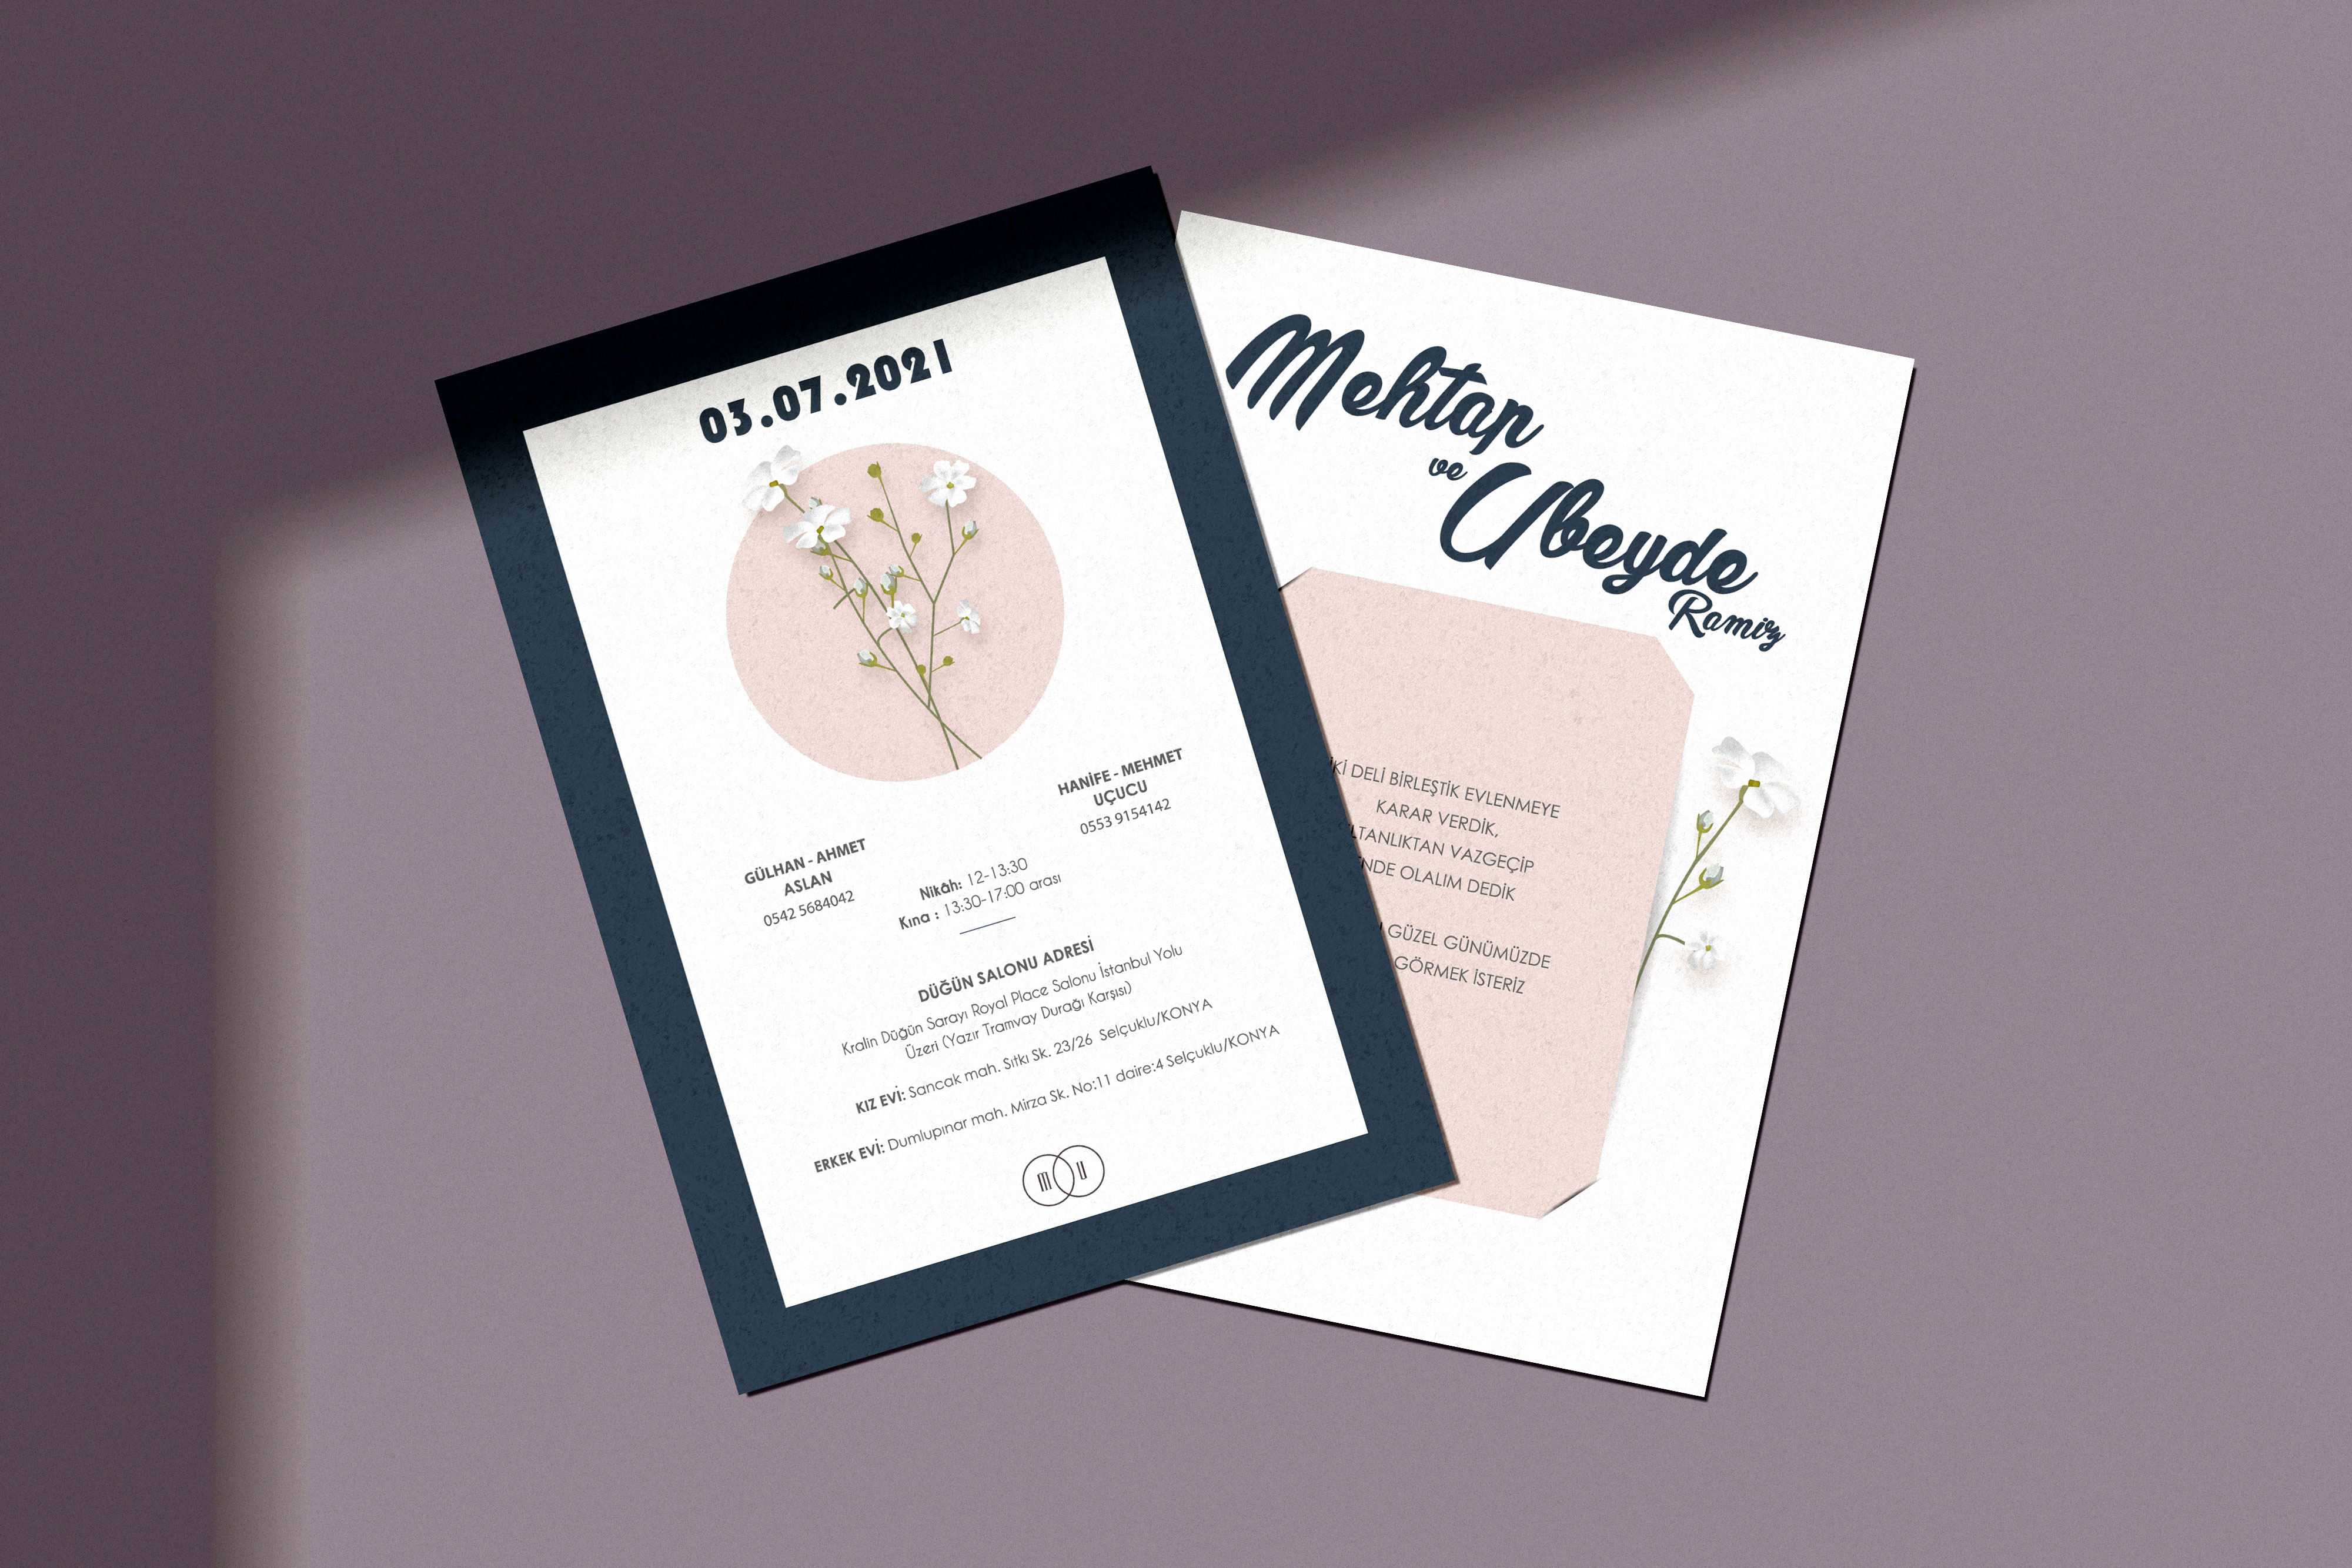 03.07.2021
GÜLHAN - AHMET
ASLAN
0542 5684042
HANİFE - MEHMET
UÇUCU
0553 9154142
Nikâh: 12-13:30
Kına : 13:30-17:00 arası
DÜĞÜN SALONU ADRESİ
Kralin Düğün Sarayı Royal Place Salonu İstanbul Yolu
Üzeri (Yazır Tramvay Durağı Karşısı)
KIZ EVİ: Sancak mah. Sıtkı Sk. 23/26 Selçuklu/KONYA
ERKEK EVİ: Dumlupınar mah. Mirza Sk. No:11 daire:4 Selçuklu/KONYA
M U
Mehtap
ve Ubeyde
Ramiz
İKİ DELİ BİRLEŞTİK EVLENMEYE
KARAR VERDİK,
LTANLIKTAN VAZGEÇİP
NDE OLALIM DEDİK
GÜZEL GÜNÜMÜZDE
GÖRMEK İSTERİZ